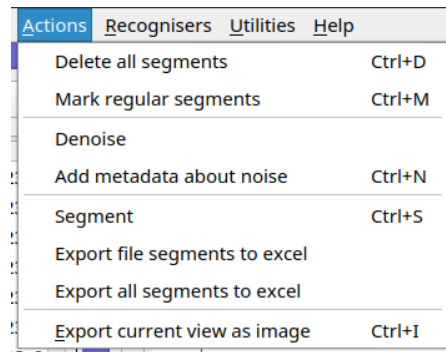 Actions Recognisers Utilities Help
Delete all segments Ctrl+D
Mark regular segments Ctrl+M
Denoise
Add metadata about noise Ctrl+N
Segment Ctrl+S
Export file segments to excel
Export all segments to excel
Export current view as image Ctrl+I